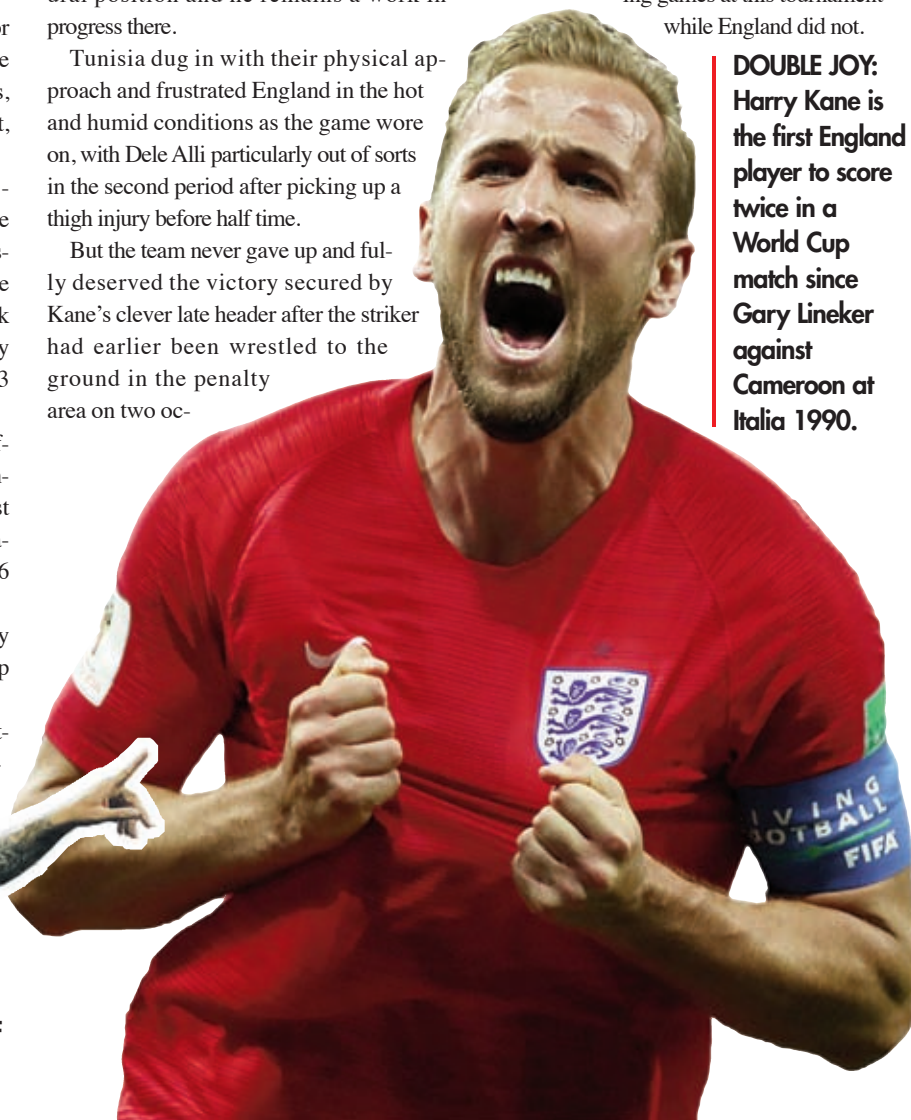 progress there.
Tunisia dug in with their physical ap-
proach and frustrated England in the hot
and humid conditions as the game wore
on, with Dele Alli particularly out of sorts
in the second period after picking up a
thigh injury before half time.
But the team never gave up and ful-
ly deserved the victory secured by
Kane’s clever late header after the striker
had earlier been wrestled to the
ground in the penalty
area on two oc-
games at this tournament
while England did not.
DOUBLE JOY:
Harry Kane is
the first England
player to score
twice in a
World Cup
match since
Gary Lineker
against
Cameroon at
Italia 1990.
FIFA